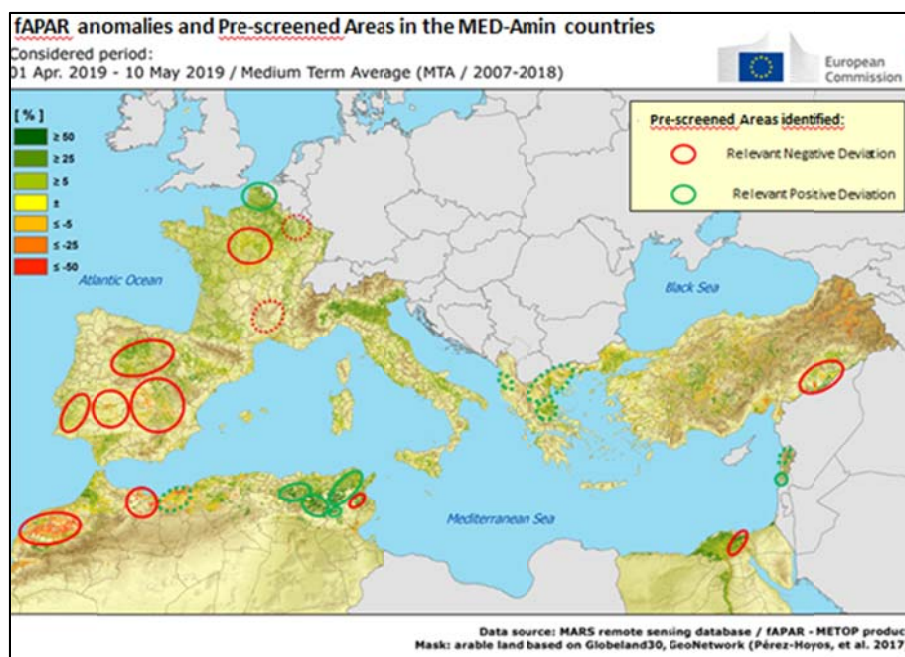 fAPAR anomalies and Pre-screened Areas in the MED-Amin countries
Considered period:
01 Apr. 2019 - 10 May 2019 / Medium Term Average (MTA / 2007-2018)
European
Commission
[ % ]
≥ 50
≥ 25
≥ 5
±
≤ -5
≤ -25
≤ -50
Pre-screened Areas identified:
Relevant Negative Deviation
Relevant Positive Deviation
Atlantic Ocean
Black Sea
Mediterranean Sea
Data source: MARS remote sensing database / fAPAR - METOP produc
Mask: arable land based on Globeland30, GeoNetwork (Pérez-Hoyos, et al. 2017